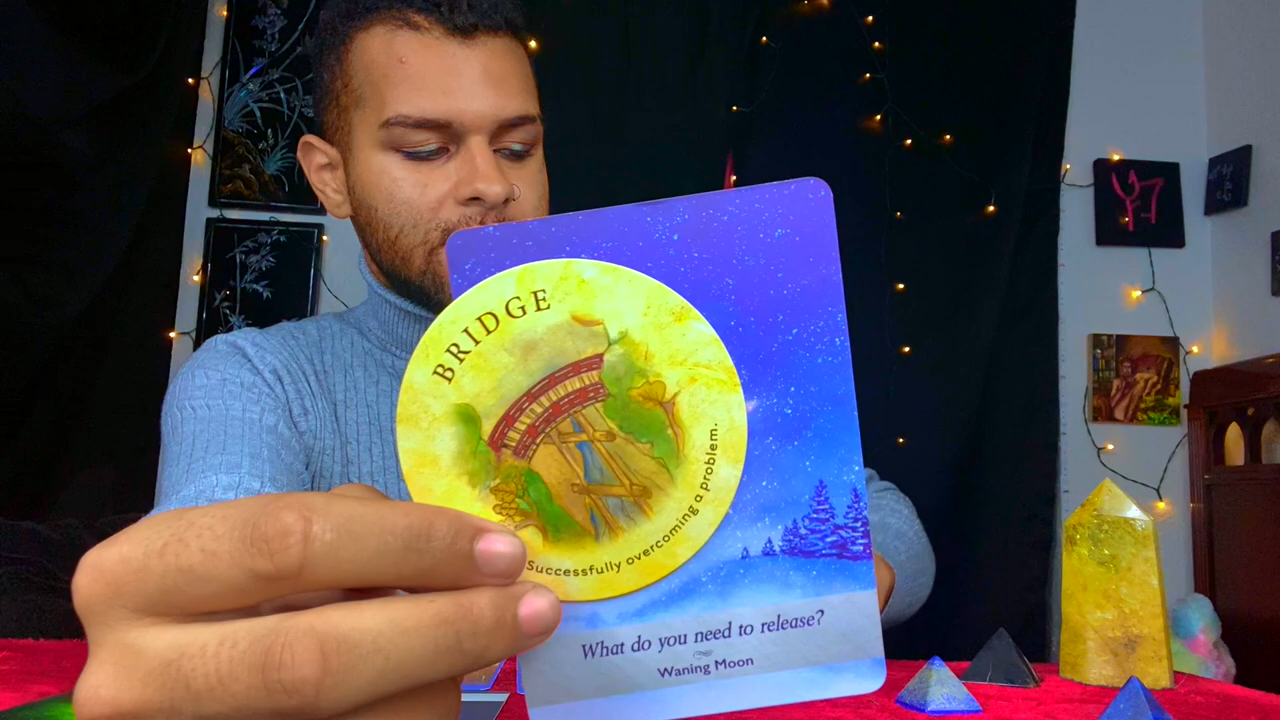 BRIDGE
Successfully overcoming a problem.
What do you need to release?
Waning Moon